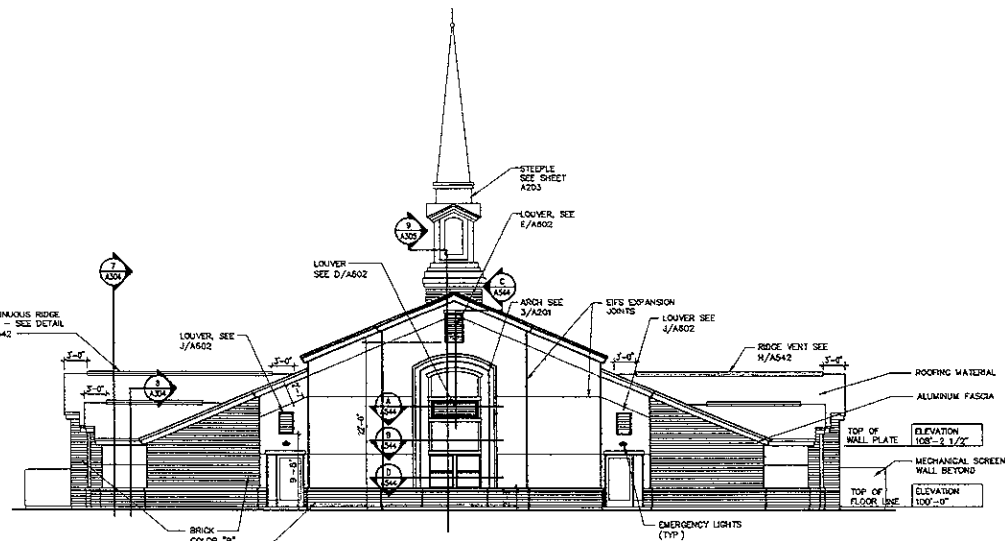 STEEPLE
SEE SHEET
A203
LOUVER, SEE
E/A602
9
A305
LOUVER
SEE D/A602
7
A304
C
A544
ARCH SEE
3/A201
EIFS EXPANSION
JOINTS
LOUVER, SEE
J/A602
LOUVER, SEE
J/A602
INUOUS RIDGE
- SEE DETAIL
542
RIDGE VENT SEE
H/A542
3'-0"
3'-0"
3'-0"
3'-0"
3'-0"
8
A304
ROOFING MATERIAL
ALUMINUM FASCIA
A
A544
22'-0"
B
A544
TOP OF
WALL PLATE
ELEVATION
108'-2 1/2"
MECHANICAL SCREEN
WALL BEYOND
D
A544
TOP OF
FLOOR LINE
ELEVATION
100'-0"
BRICK
COLOR "B"
EMERGENCY LIGHTS
(TYP)